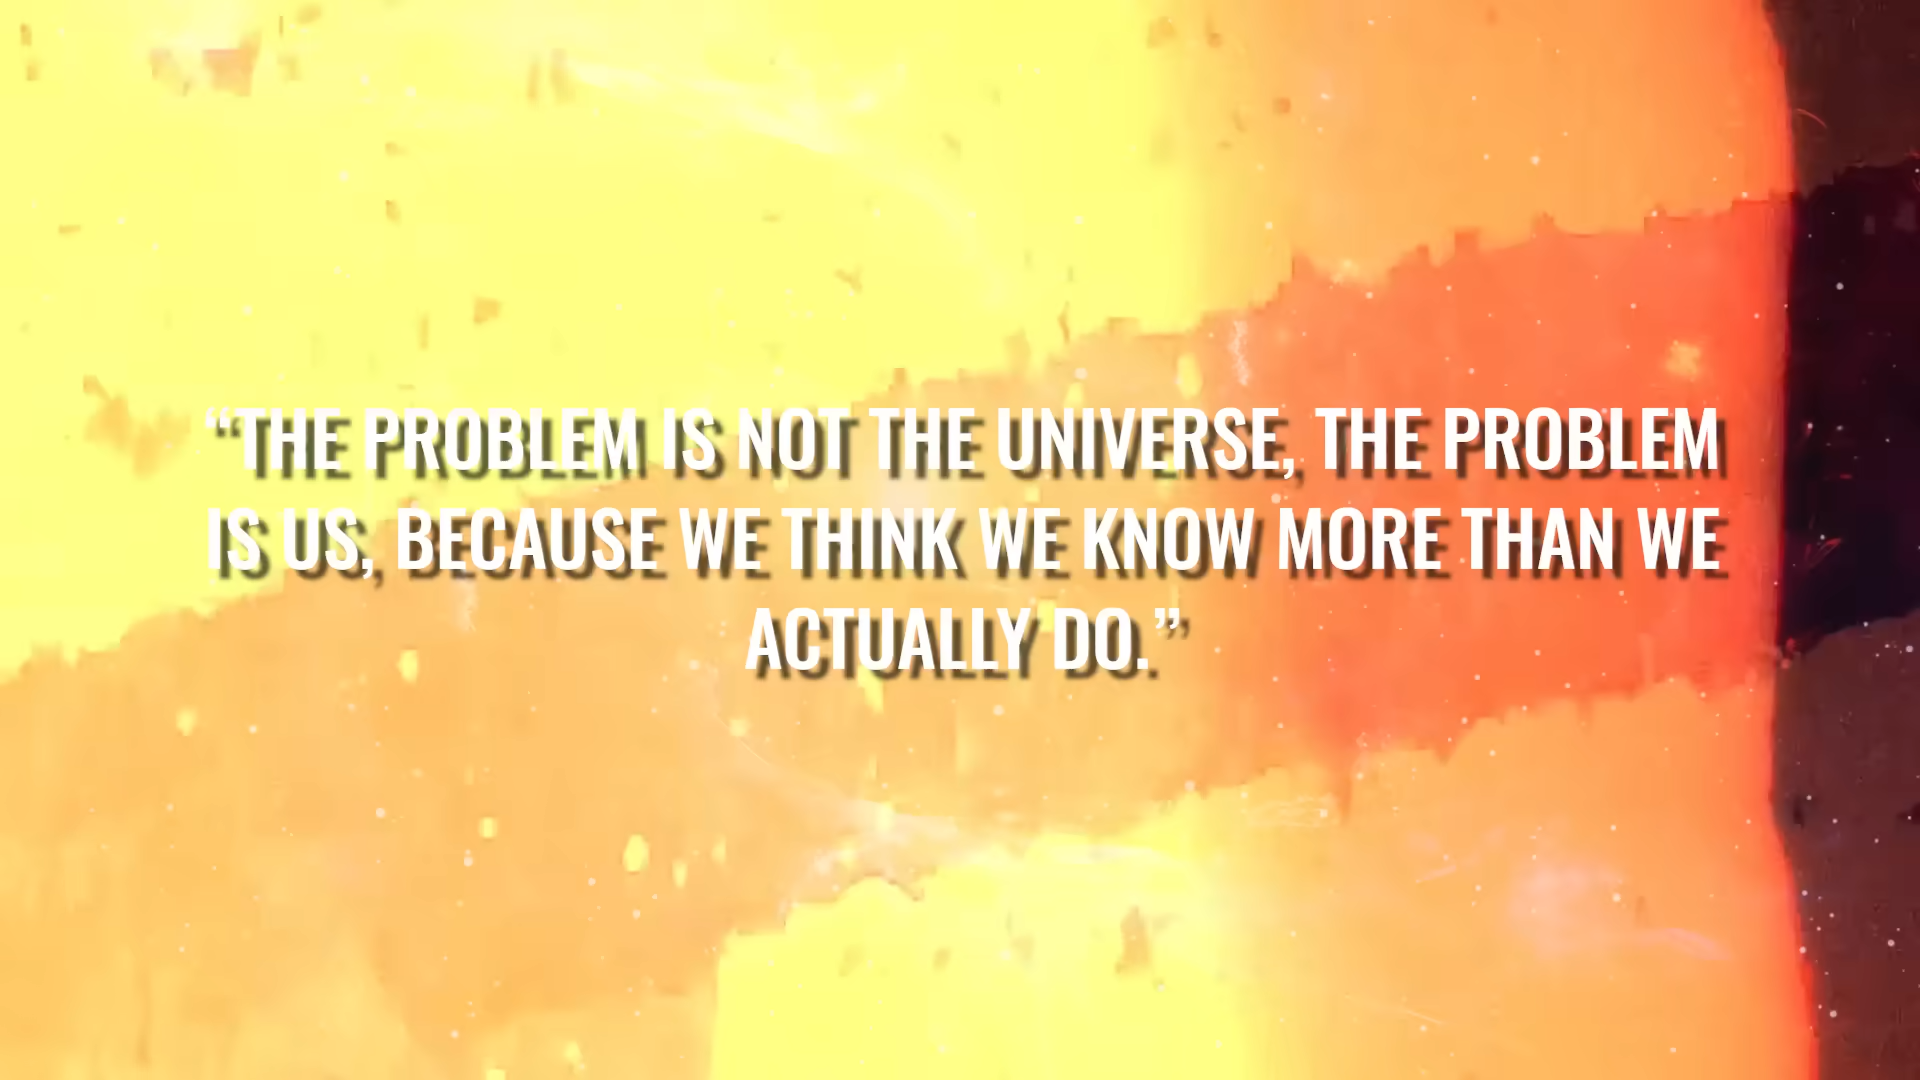 “THE PROBLEM IS NOT THE UNIVERSE, THE PROBLEM
IS US, BECAUSE WE THINK WE KNOW MORE THAN WE
ACTUALLY DO.”